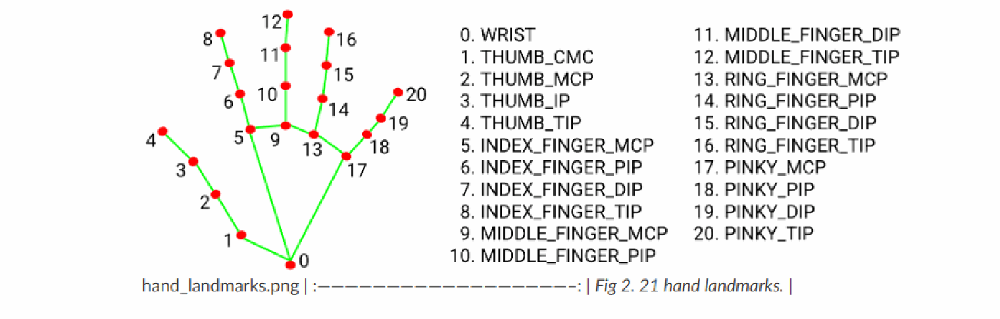 12
8
16
11
7
15
10
6
14
20
19
4
5
9
18
13
3
17
2
1
0
0. WRIST
1. THUMB_CMC
2. THUMB_MCP
3. THUMB_IP
4. THUMB_TIP
5. INDEX_FINGER_MCP
6. INDEX_FINGER_PIP
7. INDEX_FINGER_DIP
8. INDEX_FINGER_TIP
9. MIDDLE_FINGER_MCP
10. MIDDLE_FINGER_PIP
11. MIDDLE_FINGER_DIP
12. MIDDLE_FINGER_TIP
13. RING_FINGER_MCP
14. RING_FINGER_PIP
15. RING_FINGER_DIP
16. RING_FINGER_TIP
17. PINKY_MCP
18. PINKY_PIP
19. PINKY_DIP
20. PINKY_TIP
hand_landmarks.png | :———————————————————–: | Fig 2. 21 hand landmarks. |